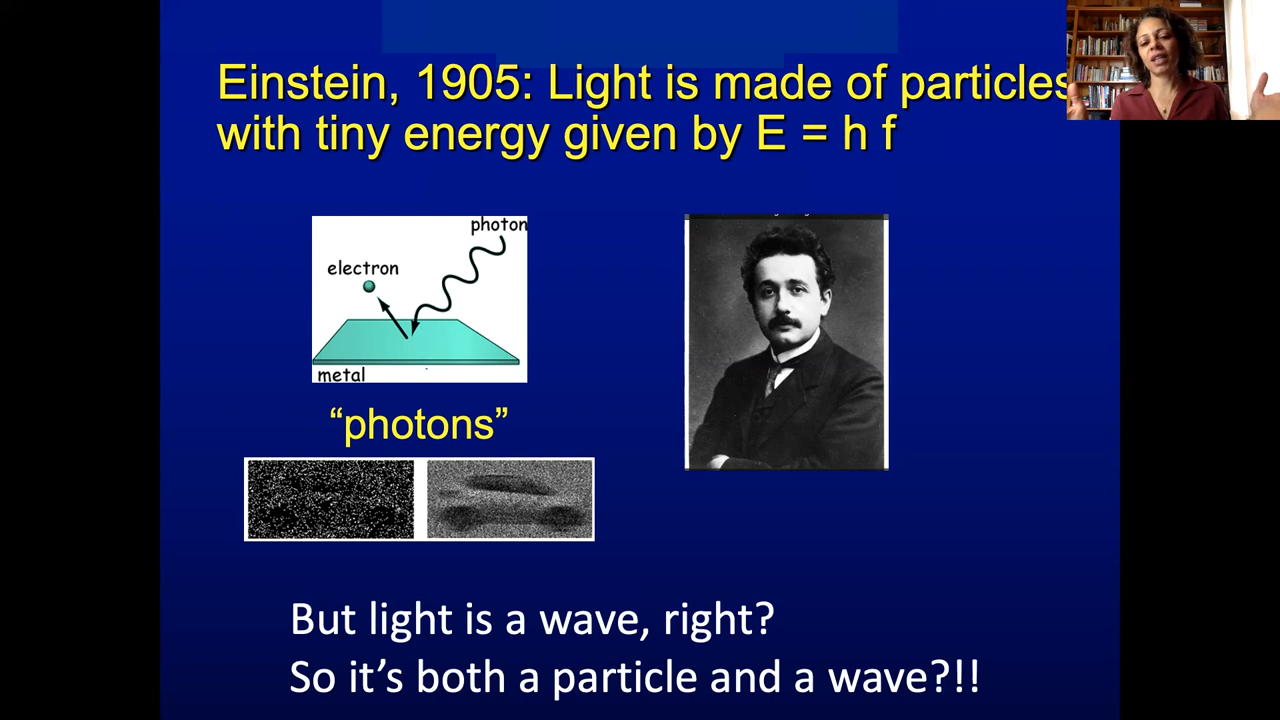 Einstein, 1905: Light is made of particles
with tiny energy given by E = h f
photon
electron
metal
“photons”
But light is a wave, right?
So it’s both a particle and a wave?!!